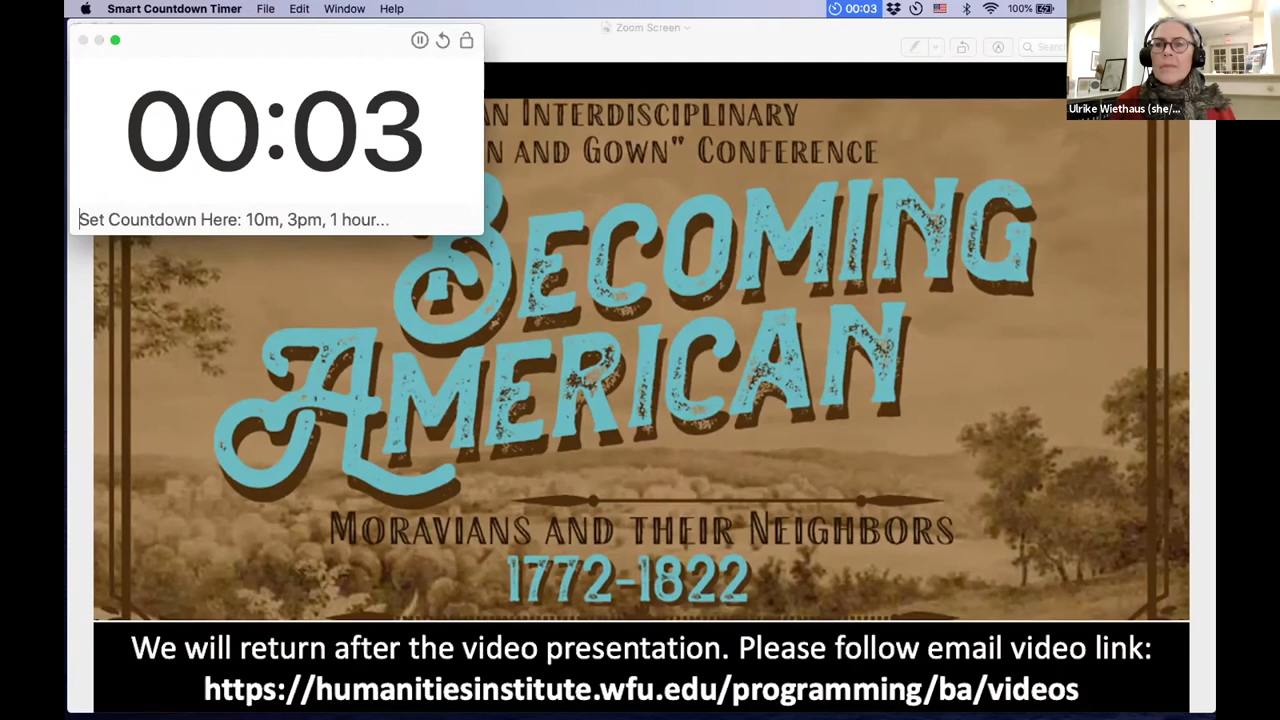 Smart Countdown Timer File Edit Window Help 00:03 100%
Zoom Screen
Search
00:03
Set Countdown Here: 10m, 3pm, 1 hour...
Ulrike Wiethaus (she/...
AN INTERDISCIPLINARY
AND GOWN" CONFERENCE
BECOMING
AMERICAN
MORAVIANS AND THEIR NEIGHBORS
1772-1822
We will return after the video presentation. Please follow email video link:
https://humanitiesinstitute.wfu.edu/programming/ba/videos